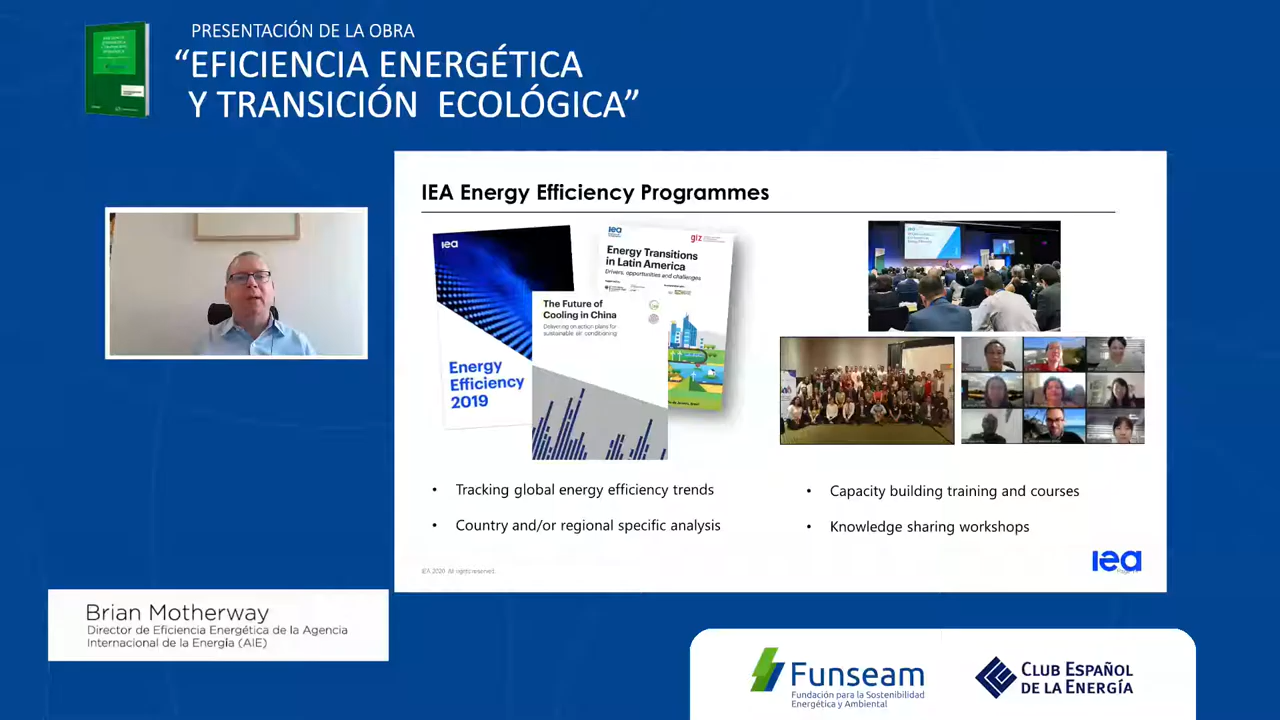 PRESENTACIÓN DE LA OBRA
“EFICIENCIA ENERGÉTICA
Y TRANSICIÓN ECOLÓGICA”
IEA Energy Efficiency Programmes
iea
Energy
Efficiency
2019
iea
giz
Energy Transitions
in Latin America
Drivers, opportunities and challenges
The Future of
Cooling in China
Delivering on action plans for
sustainable air conditioning
• Tracking global energy efficiency trends
• Country and/or regional specific analysis
• Capacity building training and courses
• Knowledge sharing workshops
IEA 2020. All rights reserved.
iea
Brian Motherway
Director de Eficiencia Energética de la Agencia
Internacional de la Energía (AIE)
Funseam
Fundación para la Sostenibilidad
Energética y Ambiental
CLUB ESPAÑOL
DE LA ENERGÍA